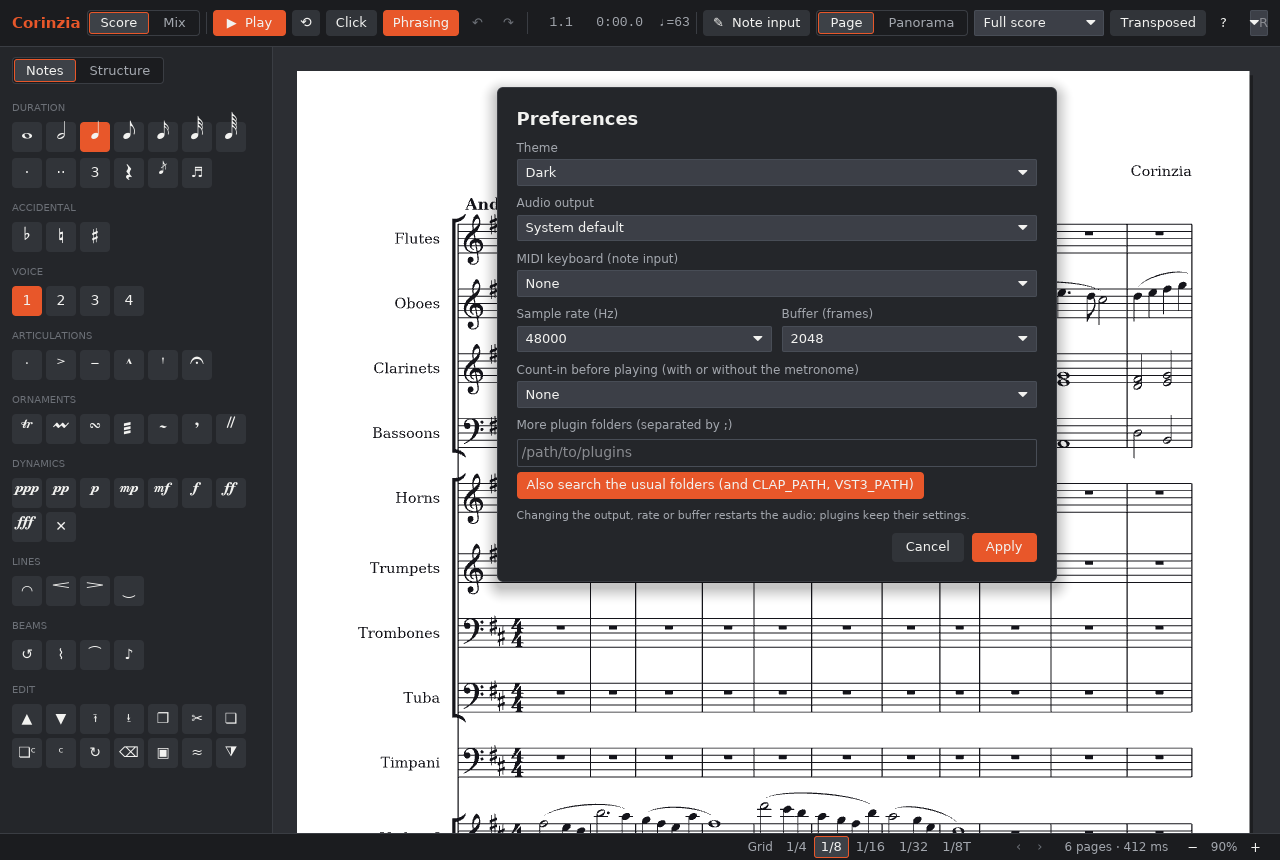 Corinzia Score Mix ▶ Play ⟲ Click Phrasing ↶ ↷ 1.1 0:00.0 ♩=63 ✎ Note input Page Panorama Full score Transposed ?
Notes Structure
DURATION
· ·· 3
ACCIDENTAL
♭ ♮ ♯
VOICE
1 2 3 4
ARTICULATIONS
ORNAMENTS
tr
DYNAMICS
ppp pp p mp mf f ff
fff ✕
LINES
BEAMS
EDIT
Preferences
Theme
Dark
Audio output
System default
MIDI keyboard (note input)
None
Sample rate (Hz) Buffer (frames)
48000 2048
Count-in before playing (with or without the metronome)
None
More plugin folders (separated by ;)
/path/to/plugins
Also search the usual folders (and CLAP_PATH, VST3_PATH)
Changing the output, rate or buffer restarts the audio; plugins keep their settings.
Cancel Apply
Corinzia
And
Flutes
Oboes
Clarinets
Bassoons
Horns
Trumpets
Trombones
Tuba
Timpani
Grid 1/4 1/8 1/16 1/32 1/8T ‹ › 6 pages · 412 ms − 90% +